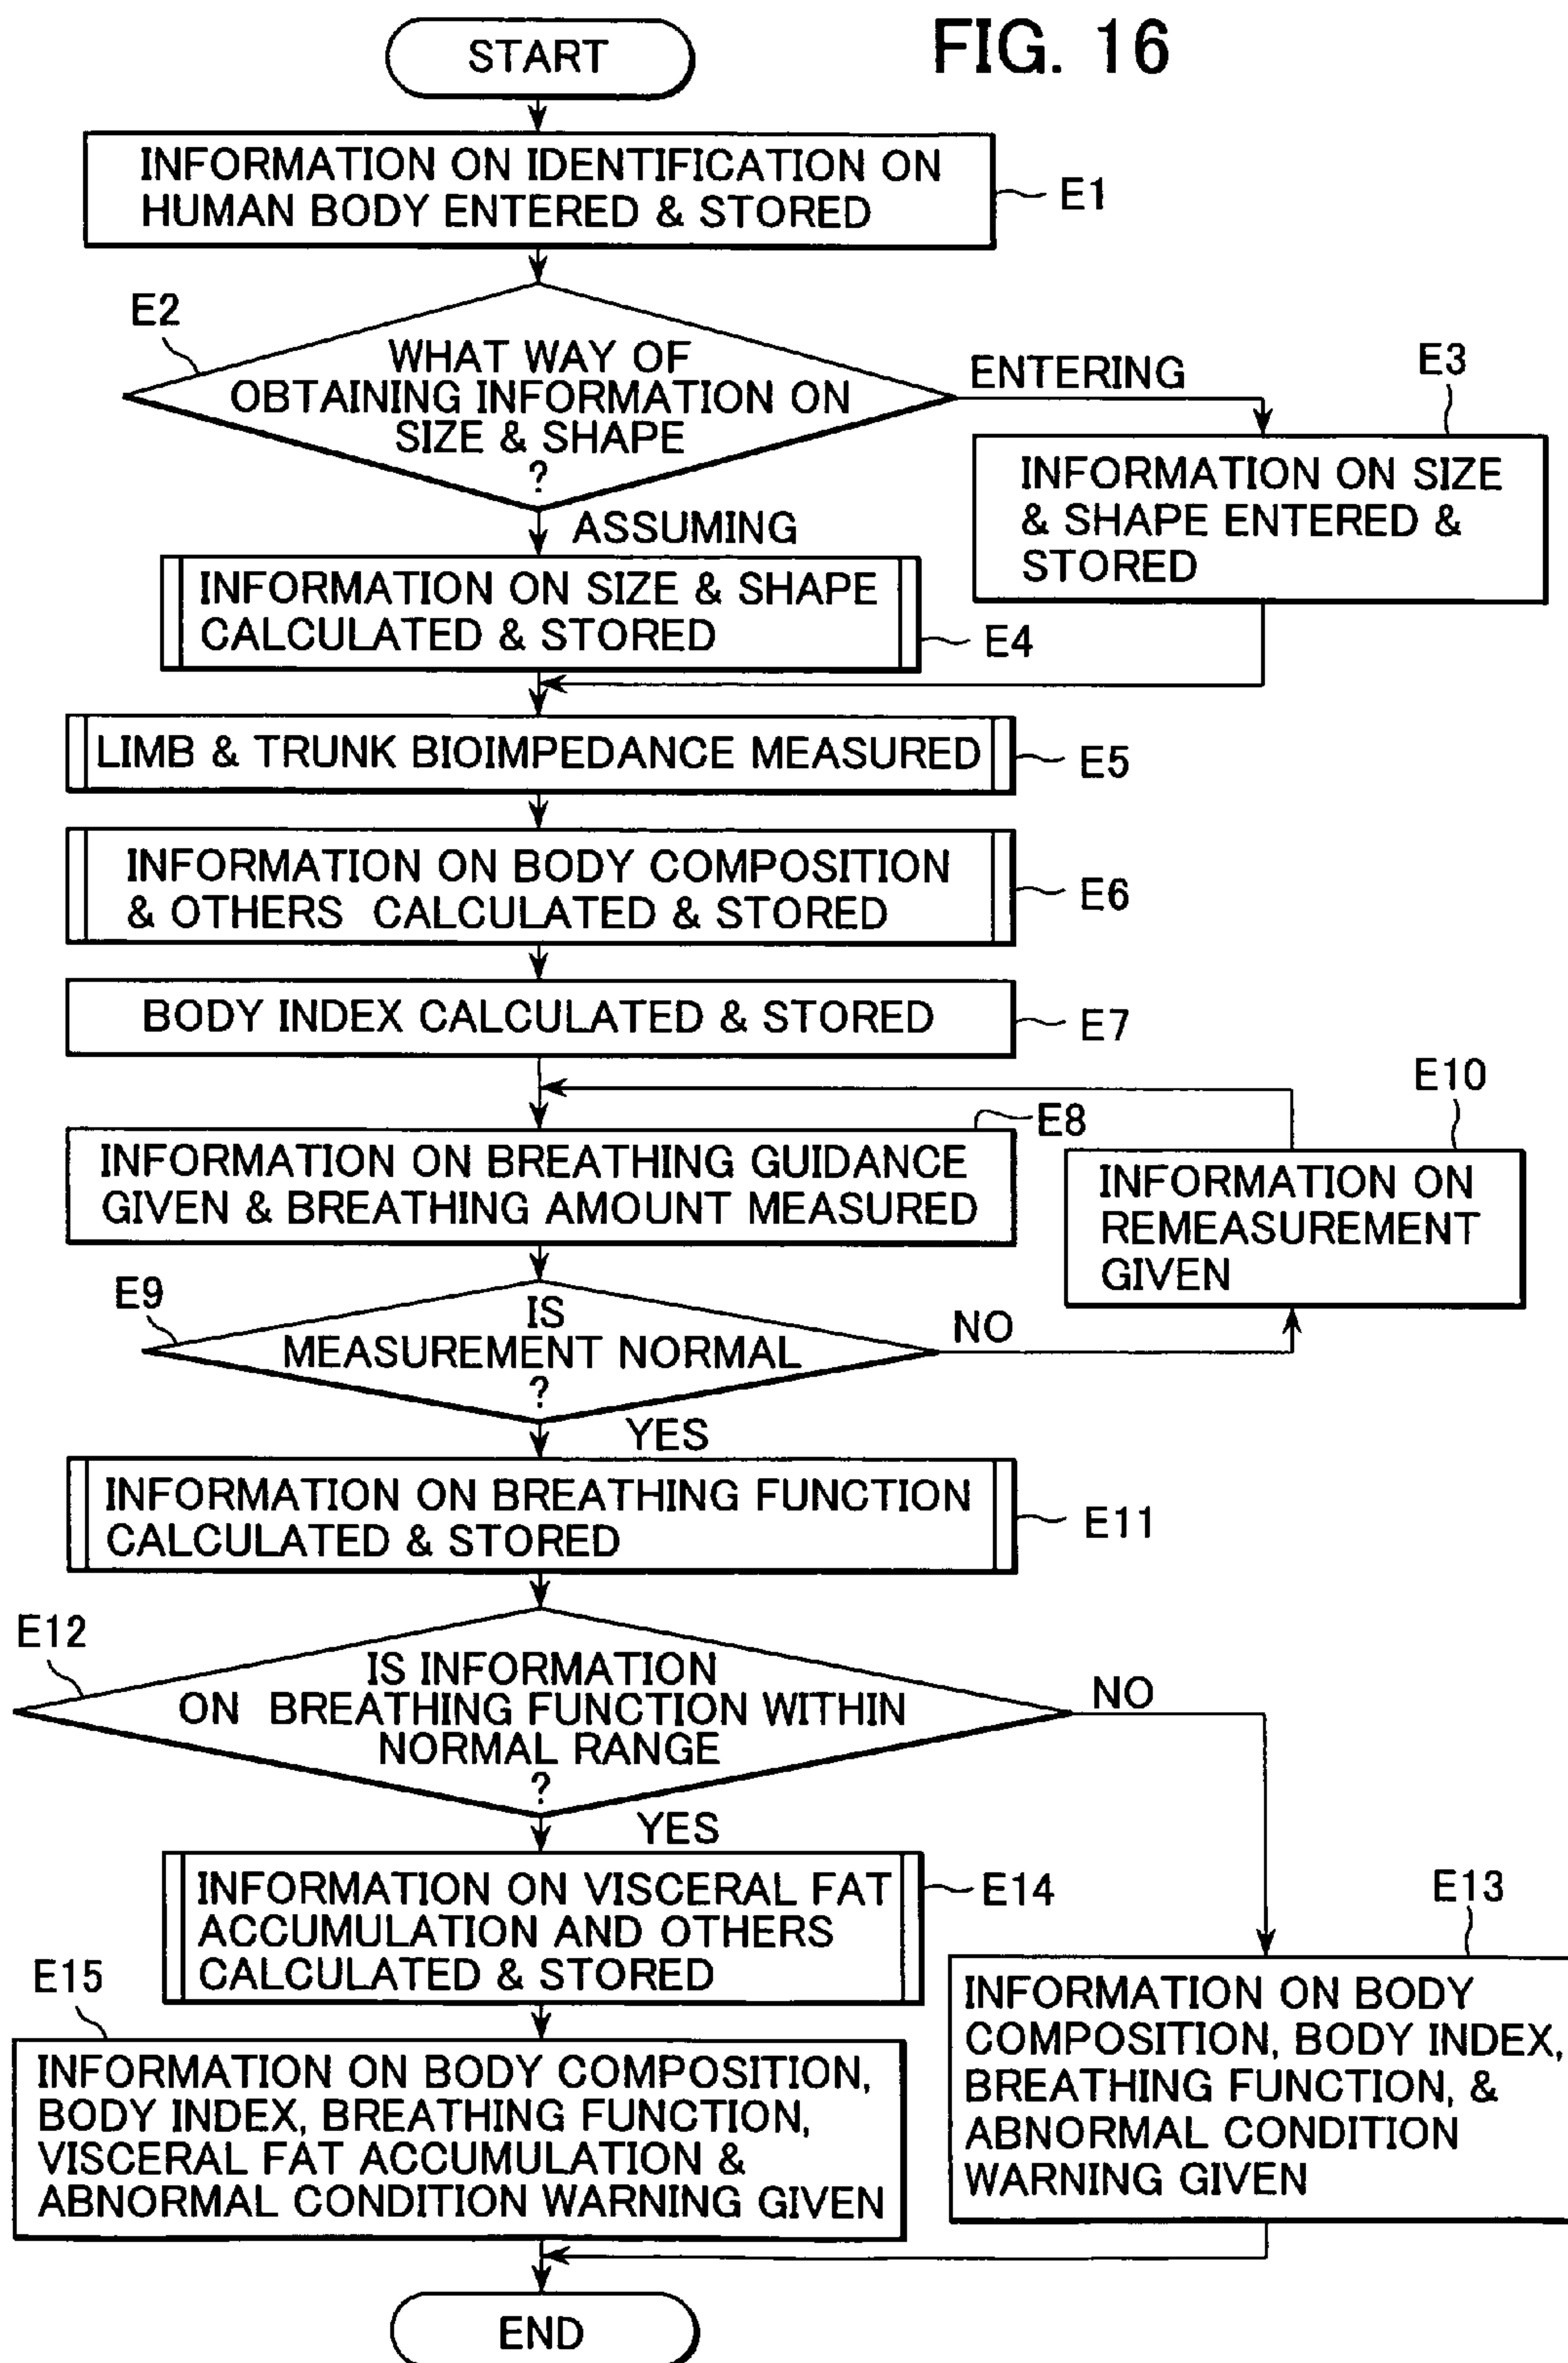 FIG. 16
START
INFORMATION ON IDENTIFICATION ON
HUMAN BODY ENTERED & STORED
E1
E2
WHAT WAY OF
OBTAINING INFORMATION ON
SIZE & SHAPE
?
ENTERING
E3
INFORMATION ON SIZE
& SHAPE ENTERED &
STORED
ASSUMING
INFORMATION ON SIZE & SHAPE
CALCULATED & STORED
E4
LIMB & TRUNK BIOIMPEDANCE MEASURED
E5
INFORMATION ON BODY COMPOSITION
& OTHERS CALCULATED & STORED
E6
BODY INDEX CALCULATED & STORED
E7
E8
INFORMATION ON BREATHING GUIDANCE
GIVEN & BREATHING AMOUNT MEASURED
E10
INFORMATION ON
REMEASUREMENT
GIVEN
E9
IS
MEASUREMENT NORMAL
?
NO
YES
INFORMATION ON BREATHING FUNCTION
CALCULATED & STORED
E11
E12
IS INFORMATION
ON BREATHING FUNCTION WITHIN
NORMAL RANGE
?
NO
YES
INFORMATION ON VISCERAL FAT
ACCUMULATION AND OTHERS
CALCULATED & STORED
E14
E13
INFORMATION ON BODY
COMPOSITION, BODY INDEX,
BREATHING FUNCTION, &
ABNORMAL CONDITION
WARNING GIVEN
E15
INFORMATION ON BODY COMPOSITION,
BODY INDEX, BREATHING FUNCTION,
VISCERAL FAT ACCUMULATION &
ABNORMAL CONDITION WARNING GIVEN
END